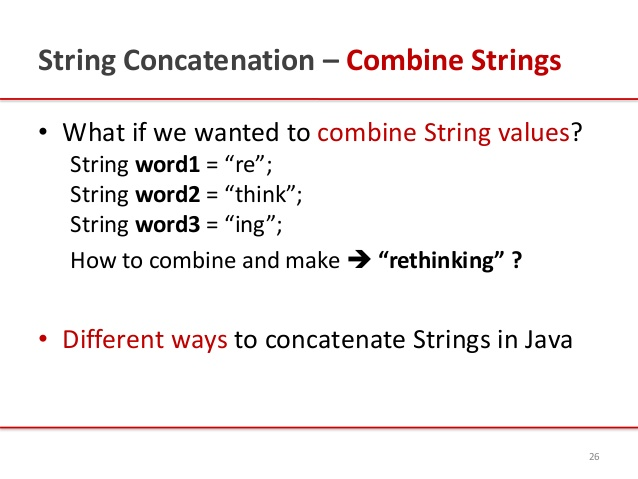 String Concatenation – Combine Strings
• What if we wanted to combine String values?
String word1 = “re”;
String word2 = “think”;
String word3 = “ing”;
How to combine and make ➔ “rethinking” ?
• Different ways to concatenate Strings in Java
26